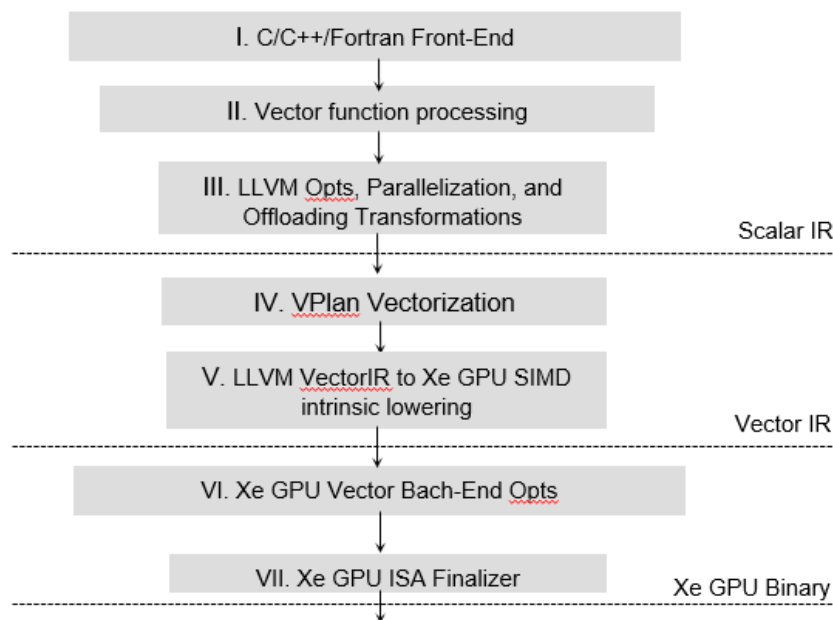 I. C/C++/Fortran Front-End
II. Vector function processing
III. LLVM Opts, Parallelization, and
Offloading Transformations
Scalar IR
IV. VPlan Vectorization
V. LLVM VectorIR to Xe GPU SIMD
intrinsic lowering
Vector IR
VI. Xe GPU Vector Bach-End Opts
VII. Xe GPU ISA Finalizer
Xe GPU Binary